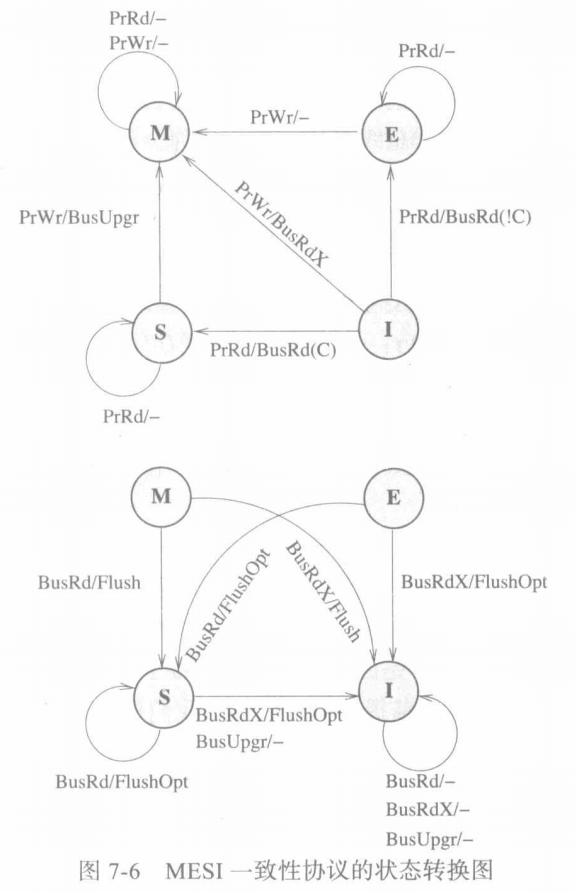 PrRd/–
PrWr/–
PrRd/–
M
PrWr/–
E
PrWr/BusUpgr
PrWr/BusRdX
PrRd/BusRd(!C)
S
I
PrRd/BusRd(C)
PrRd/–
M
E
BusRd/Flush
BusRd/FlushOpt
BusRdX/Flush
BusRdX/FlushOpt
S
I
BusRdX/FlushOpt
BusUpgr/–
BusRd/FlushOpt
BusRd/–
BusRdX/–
BusUpgr/–
图 7-6 MESI 一致性协议的状态转换图